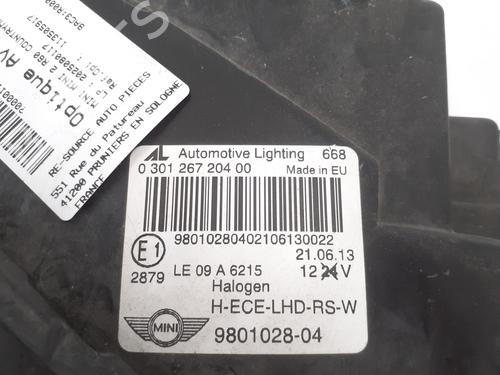 AL Automotive Lighting 668
0 301 267 204 00 Made in EU
98010280402106130022
21.06.13
E1
2879
LE 09 A 6215 12 24 V
Halogen
H-ECE-LHD-RS-W
MINI
9801028-04
Optique AV
RE-SOURCE AUTO PIECES
551 Rue du Patureau
41200 PRUNIERS EN SOLOGNE
FRANCE